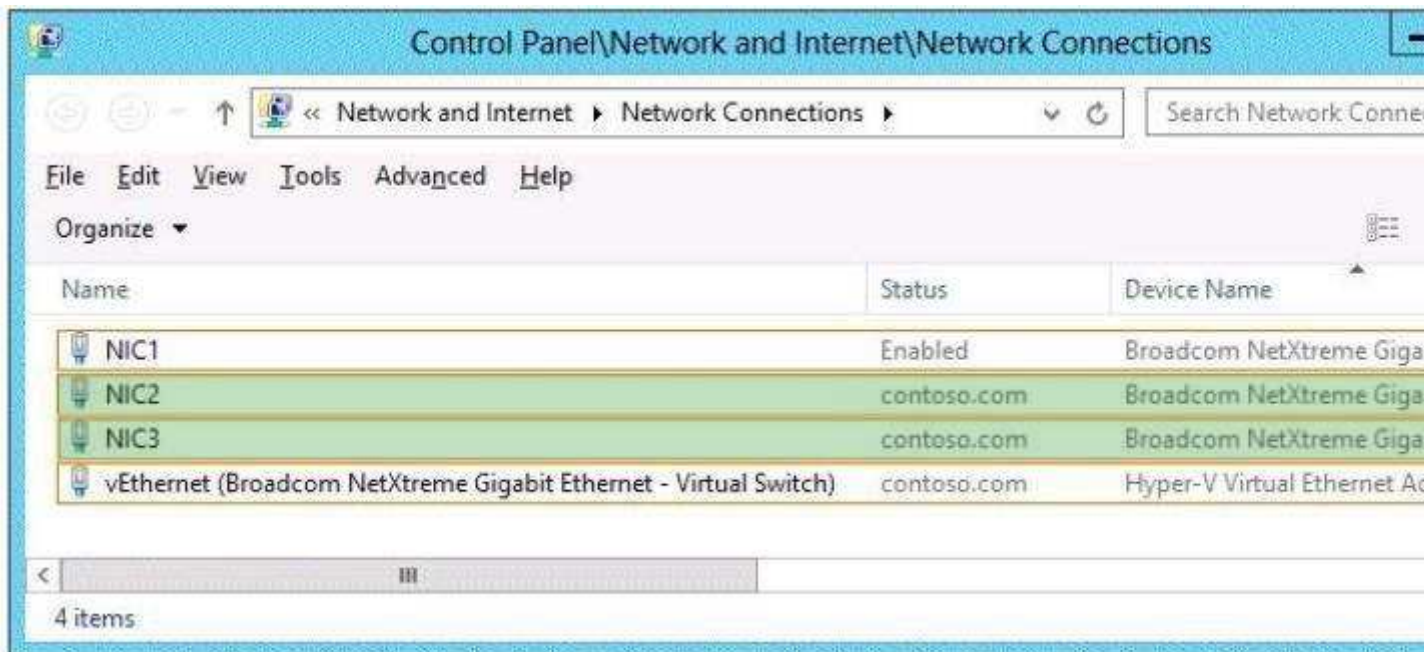 Control Panel\Network and Internet\Network Connections
« Network and Internet ▸ Network Connections ▸ Search Network Connec
File Edit View Tools Advanced Help
Organize
Name Status Device Name
NIC1 Enabled Broadcom NetXtreme Giga
NIC2 contoso.com Broadcom NetXtreme Giga
NIC3 contoso.com Broadcom NetXtreme Giga
vEthernet (Broadcom NetXtreme Gigabit Ethernet - Virtual Switch) contoso.com Hyper-V Virtual Ethernet Ad
4 items